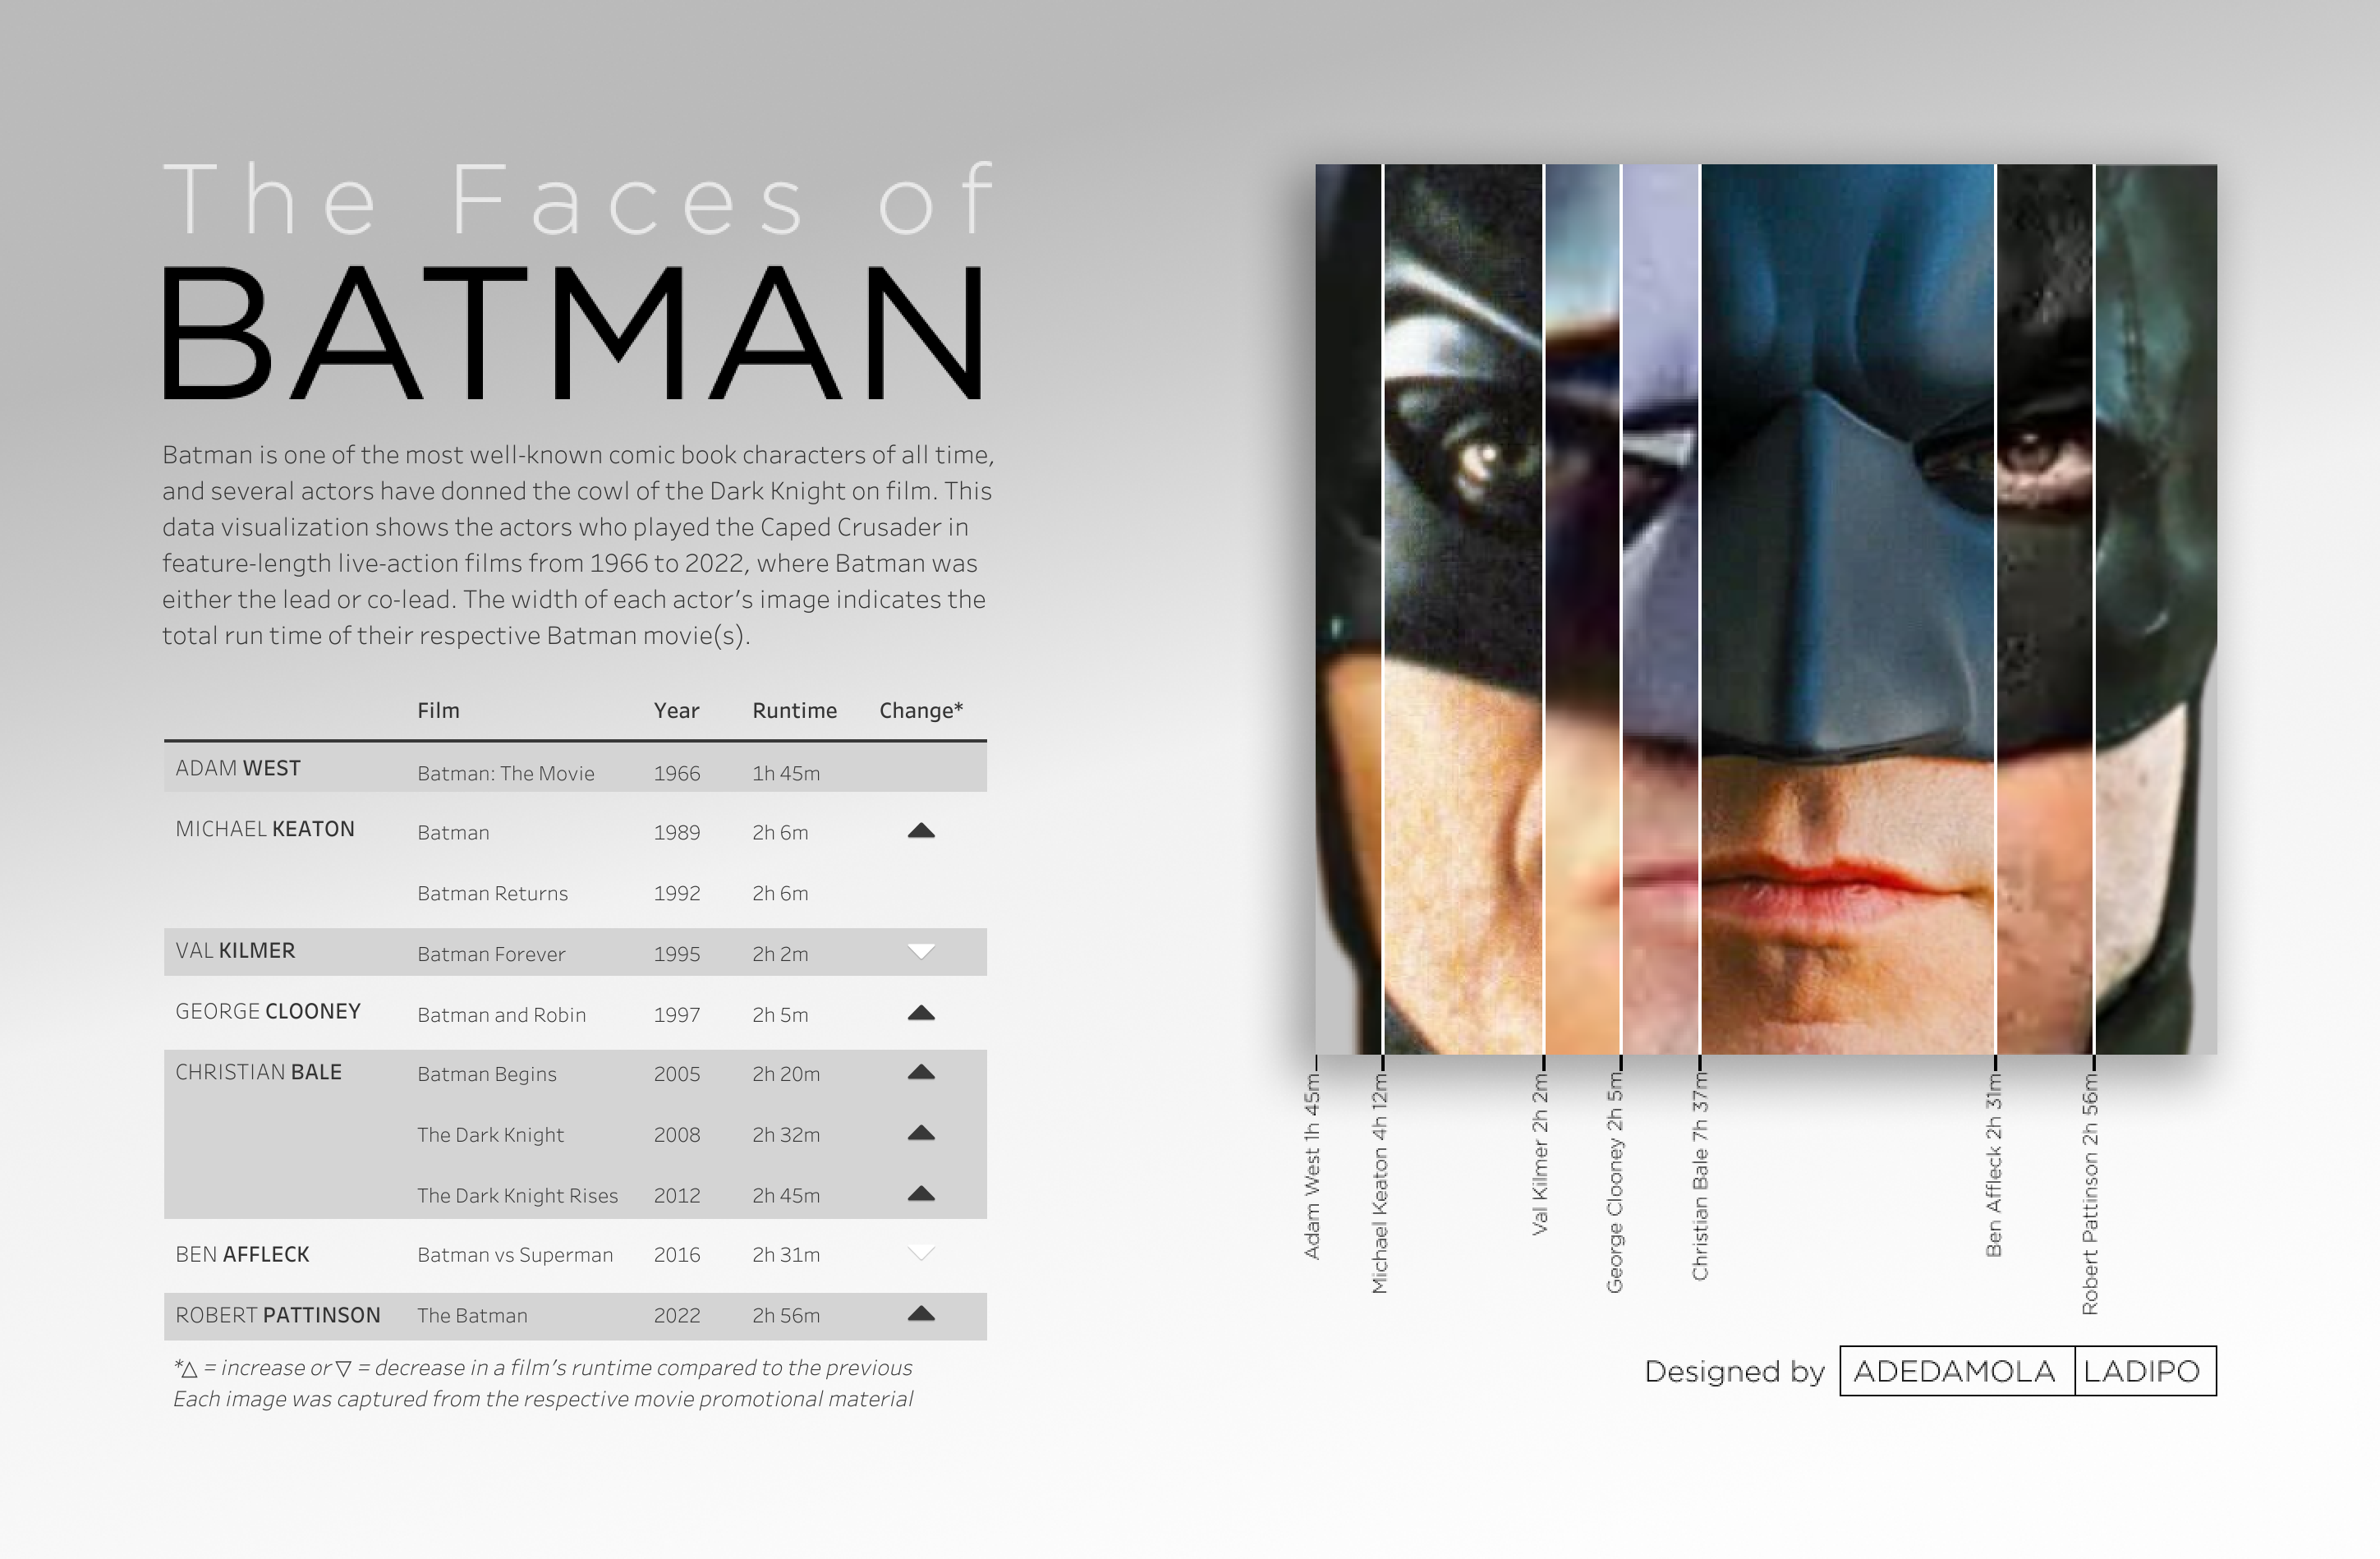 The Faces of
BATMAN
Batman is one of the most well-known comic book characters of all time,
and several actors have donned the cowl of the Dark Knight on film. This
data visualization shows the actors who played the Caped Crusader in
feature-length live-action films from 1966 to 2022, where Batman was
either the lead or co-lead. The width of each actor's image indicates the
total run time of their respective Batman movie(s).
Film Year Runtime Change*
ADAM WEST Batman: The Movie 1966 1h 45m
MICHAEL KEATON Batman 1989 2h 6m ▲
Batman Returns 1992 2h 6m
VAL KILMER Batman Forever 1995 2h 2m ▽
GEORGE CLOONEY Batman and Robin 1997 2h 5m ▲
CHRISTIAN BALE Batman Begins 2005 2h 20m ▲
The Dark Knight 2008 2h 32m ▲
The Dark Knight Rises 2012 2h 45m ▲
BEN AFFLECK Batman vs Superman 2016 2h 31m ▽
ROBERT PATTINSON The Batman 2022 2h 56m ▲
*△ = increase or ▽ = decrease in a film's runtime compared to the previous
Each image was captured from the respective movie promotional material
Adam West 1h 45m
Michael Keaton 4h 12m
Val Kilmer 2h 2m
George Clooney 2h 5m
Christian Bale 7h 37m
Ben Affleck 2h 31m
Robert Pattinson 2h 56m
Designed by ADEDAMOLA LADIPO